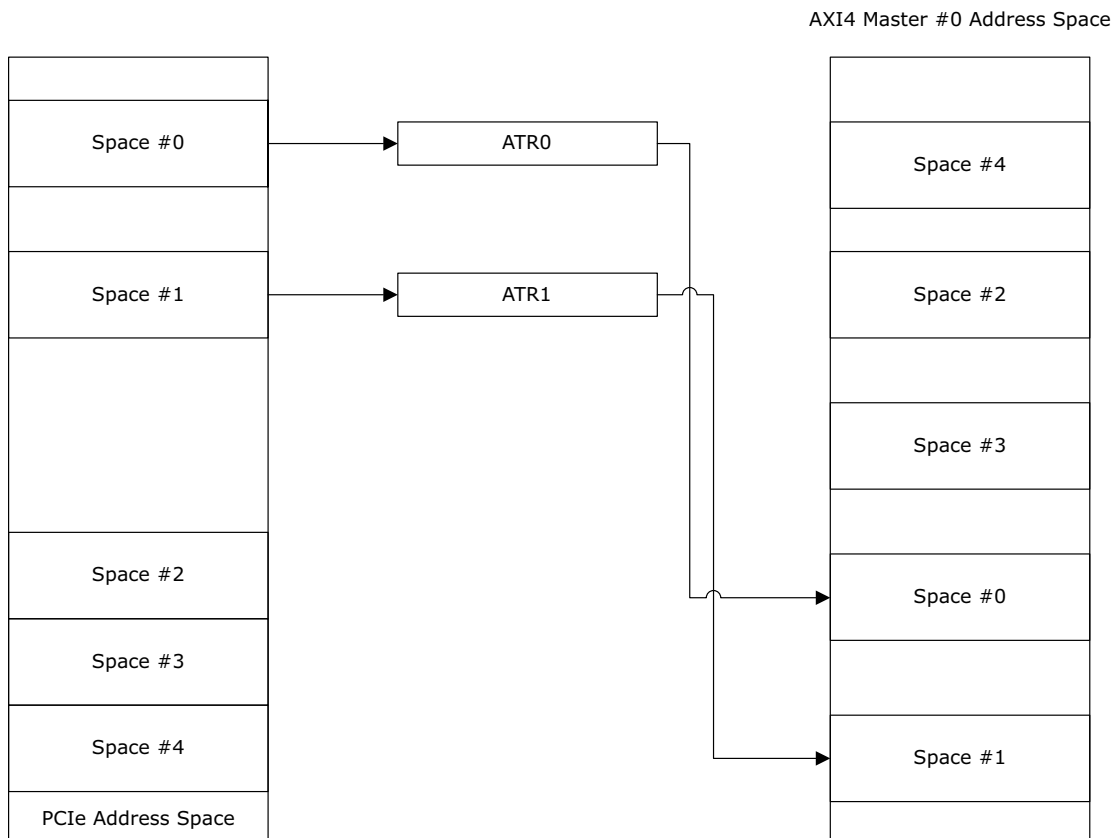 AXI4 Master #0 Address Space
Space #0
ATR0
Space #4
Space #1
ATR1
Space #2
Space #3
Space #2
Space #0
Space #3
Space #4
Space #1
PCIe Address Space